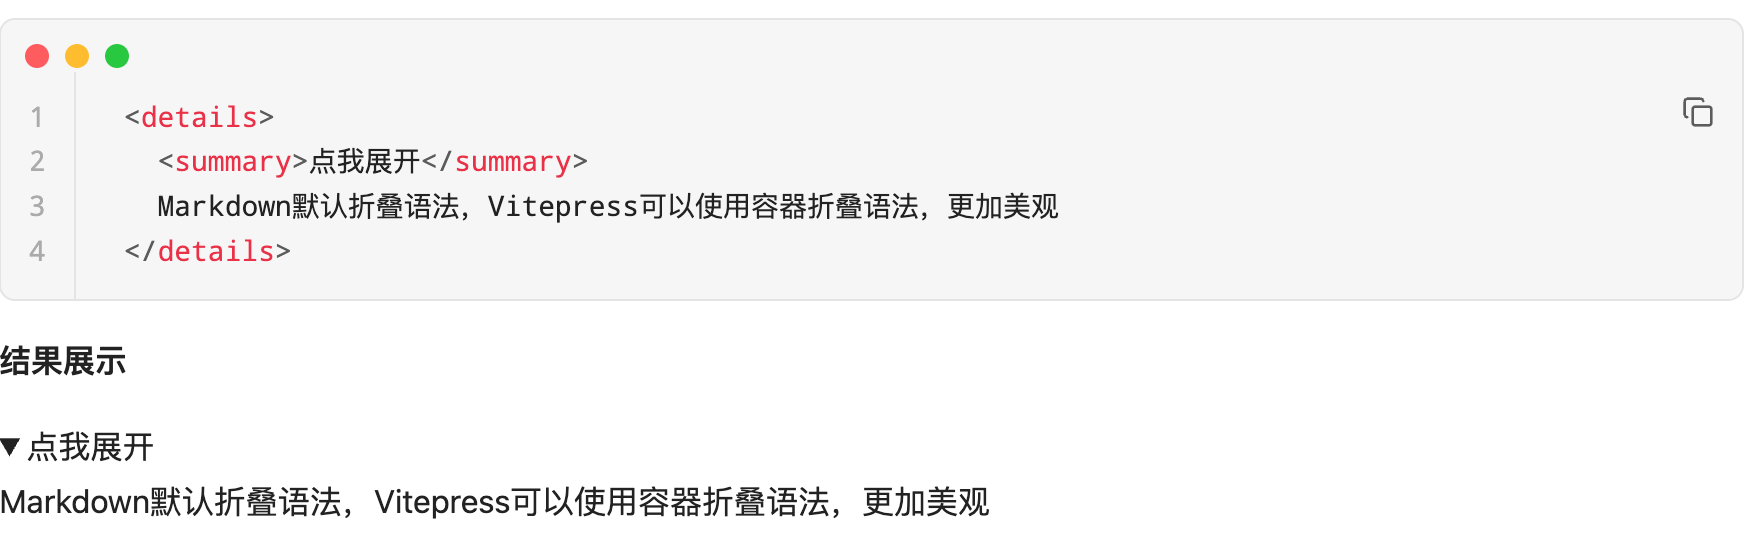 1 <details>
2 <summary>点我展开</summary>
3 Markdown默认折叠语法，Vitepress可以使用容器折叠语法，更加美观
4 </details>
结果展示
▼ 点我展开
Markdown默认折叠语法，Vitepress可以使用容器折叠语法，更加美观